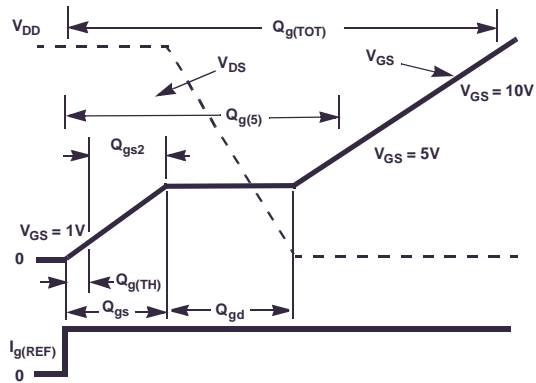 V_DD
Q_g(TOT)
V_DS
V_GS
V_GS = 10V
Q_g(5)
Q_gs2
V_GS = 5V
V_GS = 1V
0
Q_g(TH)
Q_gs
Q_gd
I_g(REF)
0